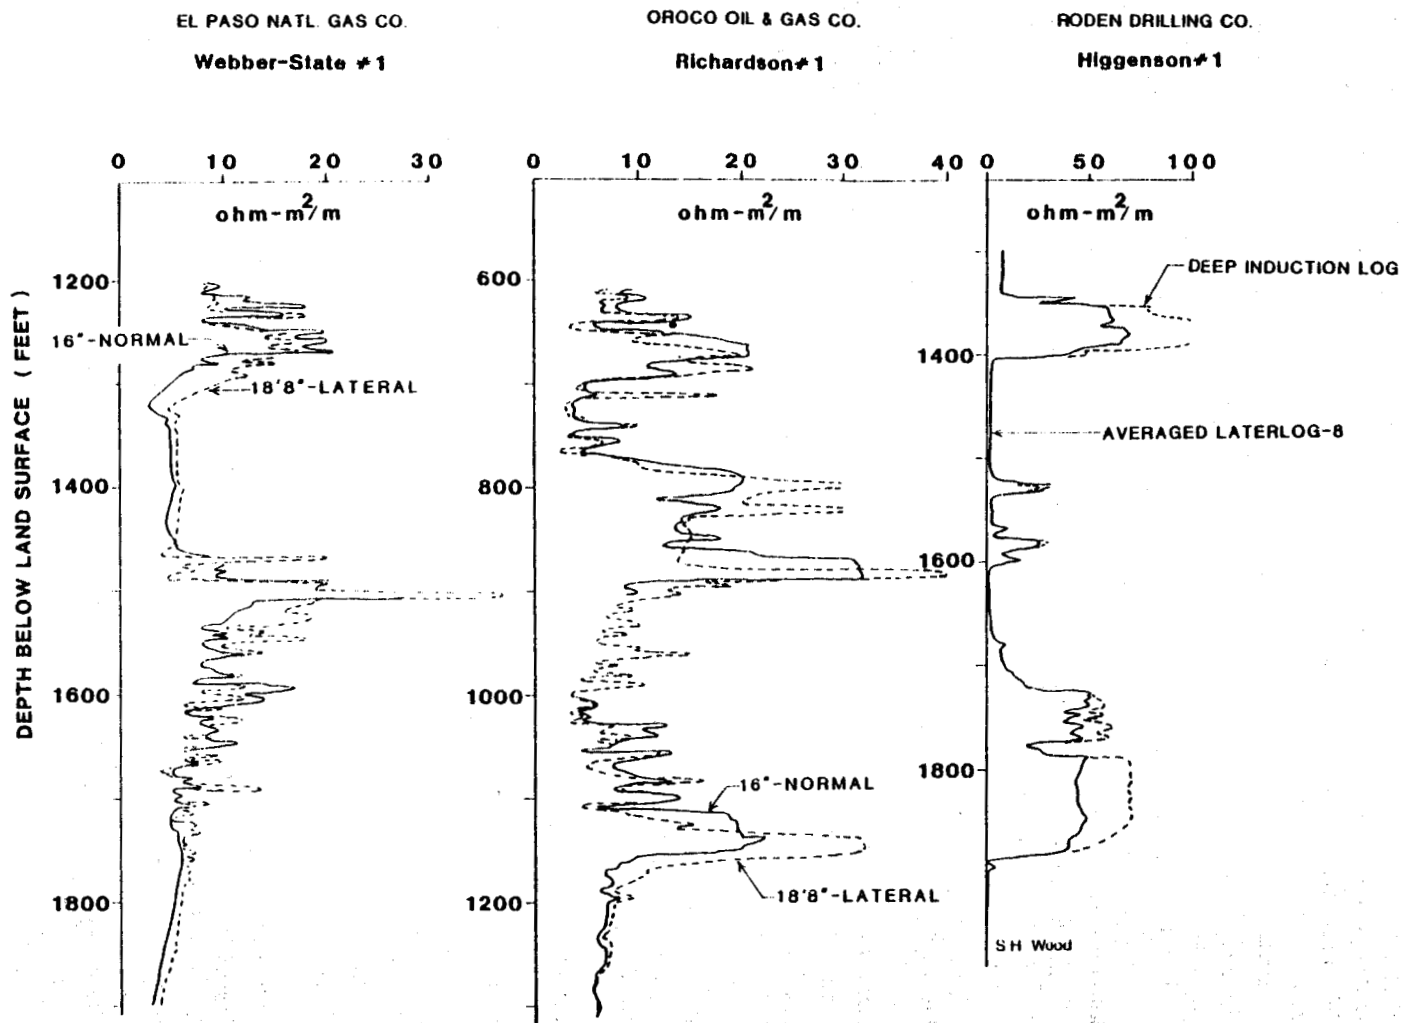 EL PASO NATL. GAS CO.
Webber-State #1
OROCO OIL & GAS CO.
Richardson#1
RODEN DRILLING CO.
Higgenson#1
0 10 20 30
ohm-m²/m
0 10 20 30 40
ohm-m²/m
0 50 100
ohm-m²/m
DEPTH BELOW LAND SURFACE ( FEET )
1200
1400
1600
1800
16"-NORMAL
18'8"-LATERAL
600
800
1000
1200
16"-NORMAL
18'8"-LATERAL
1400
1600
1800
DEEP INDUCTION LOG
AVERAGED LATERLOG-8
S H Wood